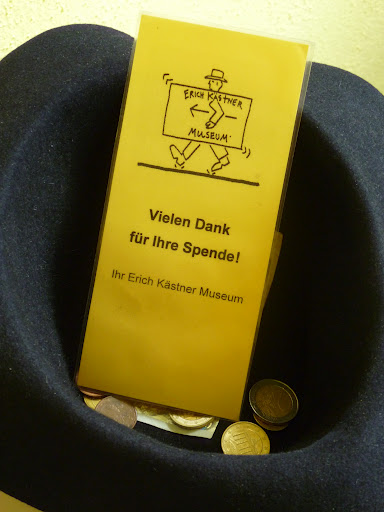 ERICH KÄSTNER
MUSEUM
Vielen Dank
für Ihre Spende!
Ihr Erich Kästner Museum